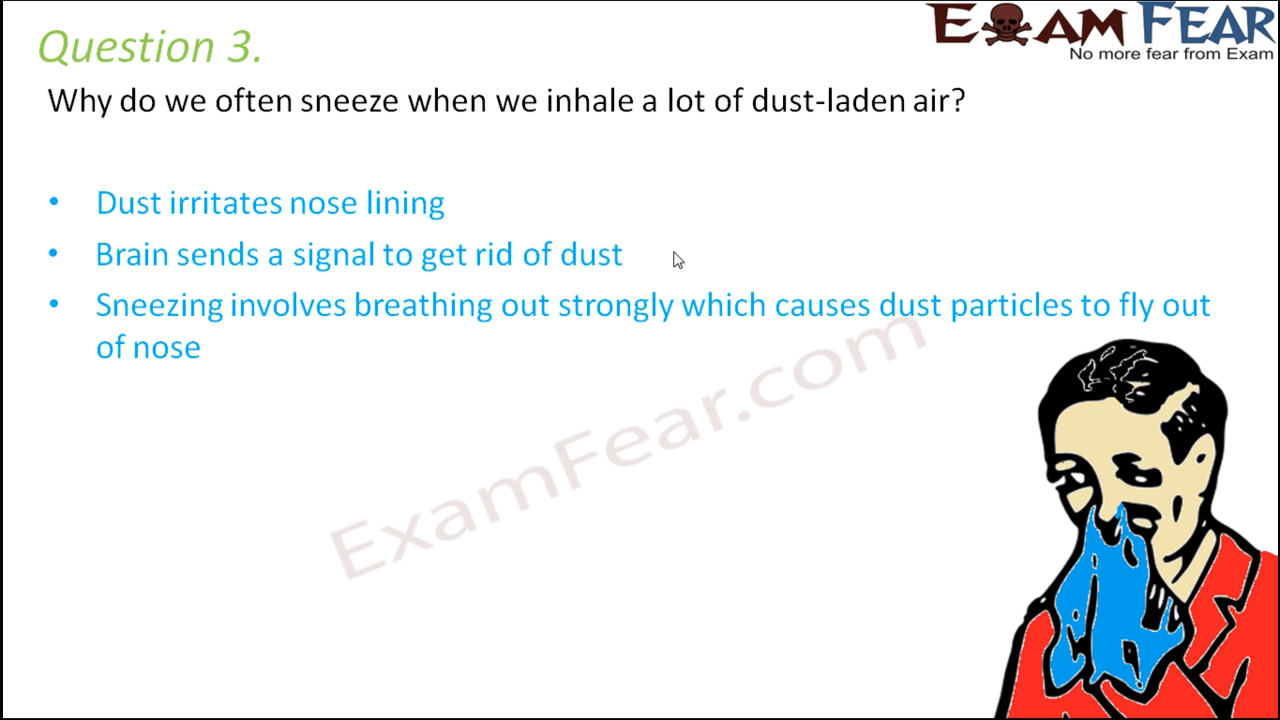 EXAM FEAR
No more fear from Exam
Question 3.
Why do we often sneeze when we inhale a lot of dust-laden air?
• Dust irritates nose lining
• Brain sends a signal to get rid of dust
• Sneezing involves breathing out strongly which causes dust particles to fly out
of nose
ExamFear.com